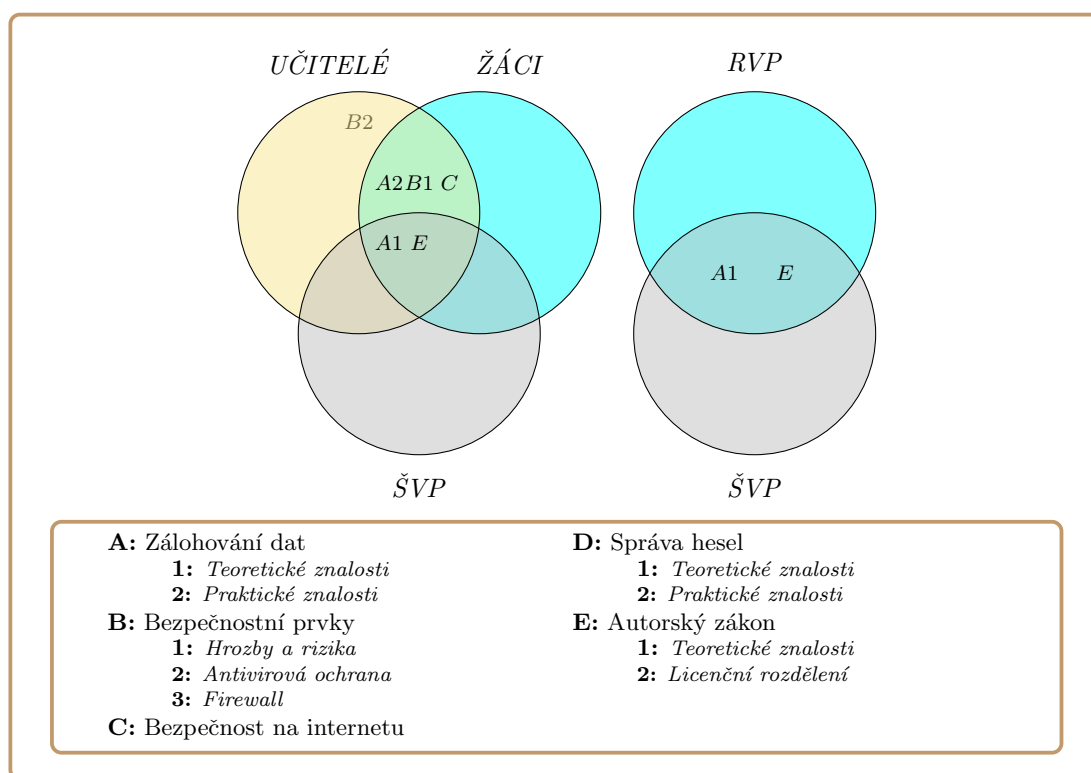 UČITELÉ ŽÁCI RVP
B2
A2 B1 C
A1 E
A1 E
ŠVP ŠVP
A: Zálohování dat
1: Teoretické znalosti
2: Praktické znalosti
B: Bezpečnostní prvky
1: Hrozby a rizika
2: Antivirová ochrana
3: Firewall
C: Bezpečnost na internetu
D: Správa hesel
1: Teoretické znalosti
2: Praktické znalosti
E: Autorský zákon
1: Teoretické znalosti
2: Licenční rozdělení